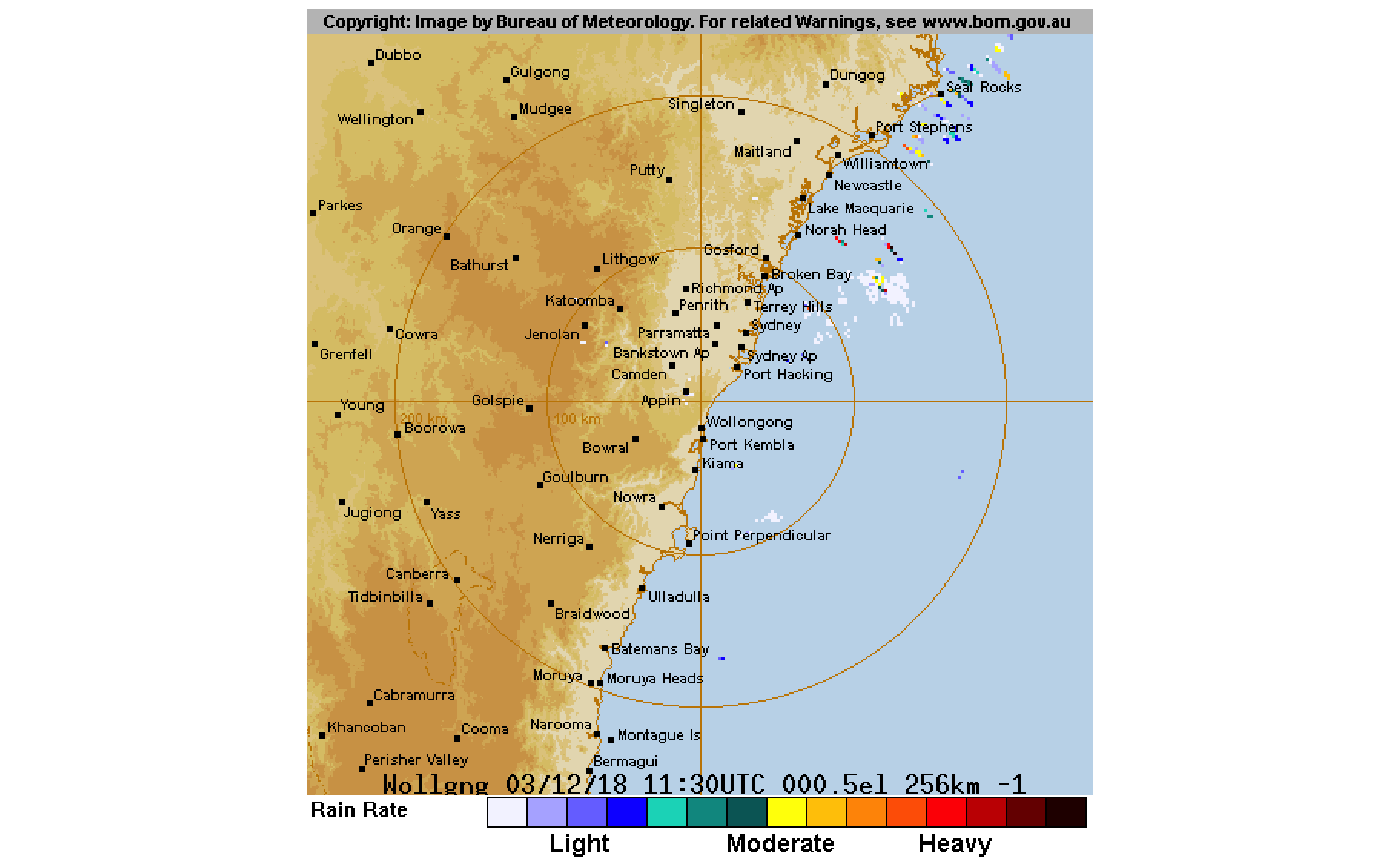 Copyright: Image by Bureau of Meteorology. For related Warnings, see www.bom.gov.au
Dubbo
Gulgong
Dungog
Seal Rocks
Singleton
Mudgee
Wellington
Port Stephens
Maitland
Williamtown
Putty
Newcastle
Parkes
Lake Macquarie
Orange
Norah Head
Gosford
Lithgow
Bathurst
Broken Bay
Richmond Ap
Katoomba
Penrith
Terrey Hills
Sydney
Cowra
Jenolan
Parramatta
Grenfell
Bankstown Ap
Sydney Ap
Camden
Port Hacking
Young
Golspie
Appin
200 km
100 km
Boorowa
Wollongong
Bowral
Port Kembla
Kiama
Goulburn
Nowra
Jugiong
Yass
Nerriga
Point Perpendicular
Canberra
Tidbinbilla
Ulladulla
Braidwood
Batemans Bay
Moruya
Moruya Heads
Cabramurra
Khancoban
Cooma
Narooma
Montague Is
Perisher Valley
Bermagui
Wollgng 03/12/18 11:30UTC 000.5el 256km -1
Rain Rate
Light Moderate Heavy